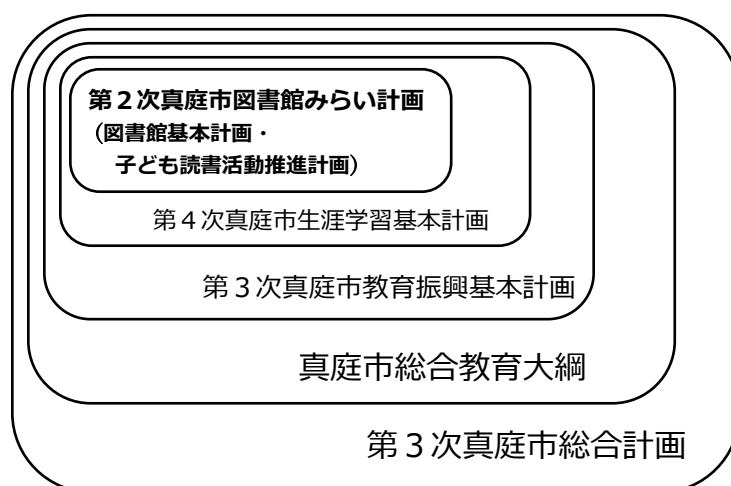 第２次真庭市図書館みらい計画
（図書館基本計画・
子ども読書活動推進計画）
第４次真庭市生涯学習基本計画
第３次真庭市教育振興基本計画
真庭市総合教育大綱
第３次真庭市総合計画